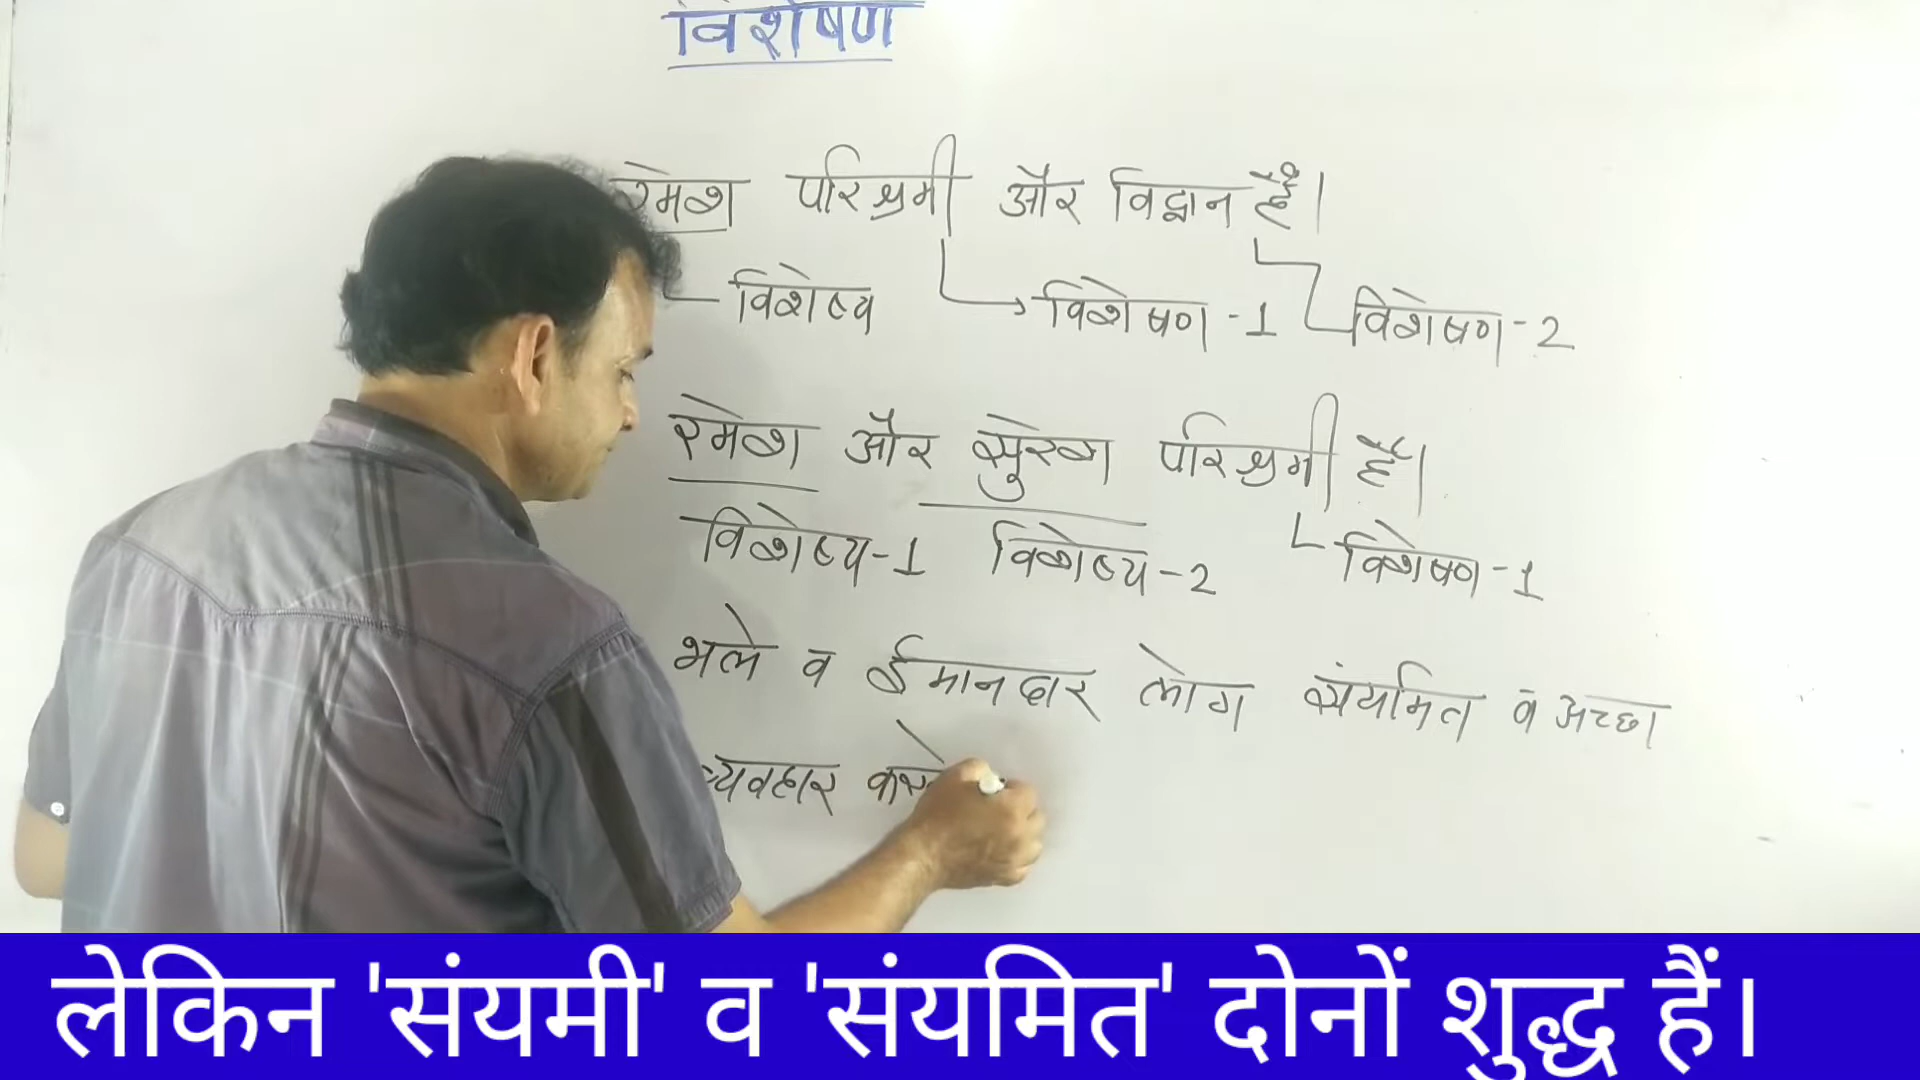 विशेषण
रमेश परिश्रमी और विद्वान हैं।
विशेष्य विशेषण-1 विशेषण-2
रमेश और सुरेश परिश्रमी हैं।
विशेष्य-1 विशेष्य-2 विशेषण-1
भले व ईमानदार लोग संयमित व अच्छा
व्यवहार करते
लेकिन 'संयमी' व 'संयमित' दोनों शुद्ध हैं।